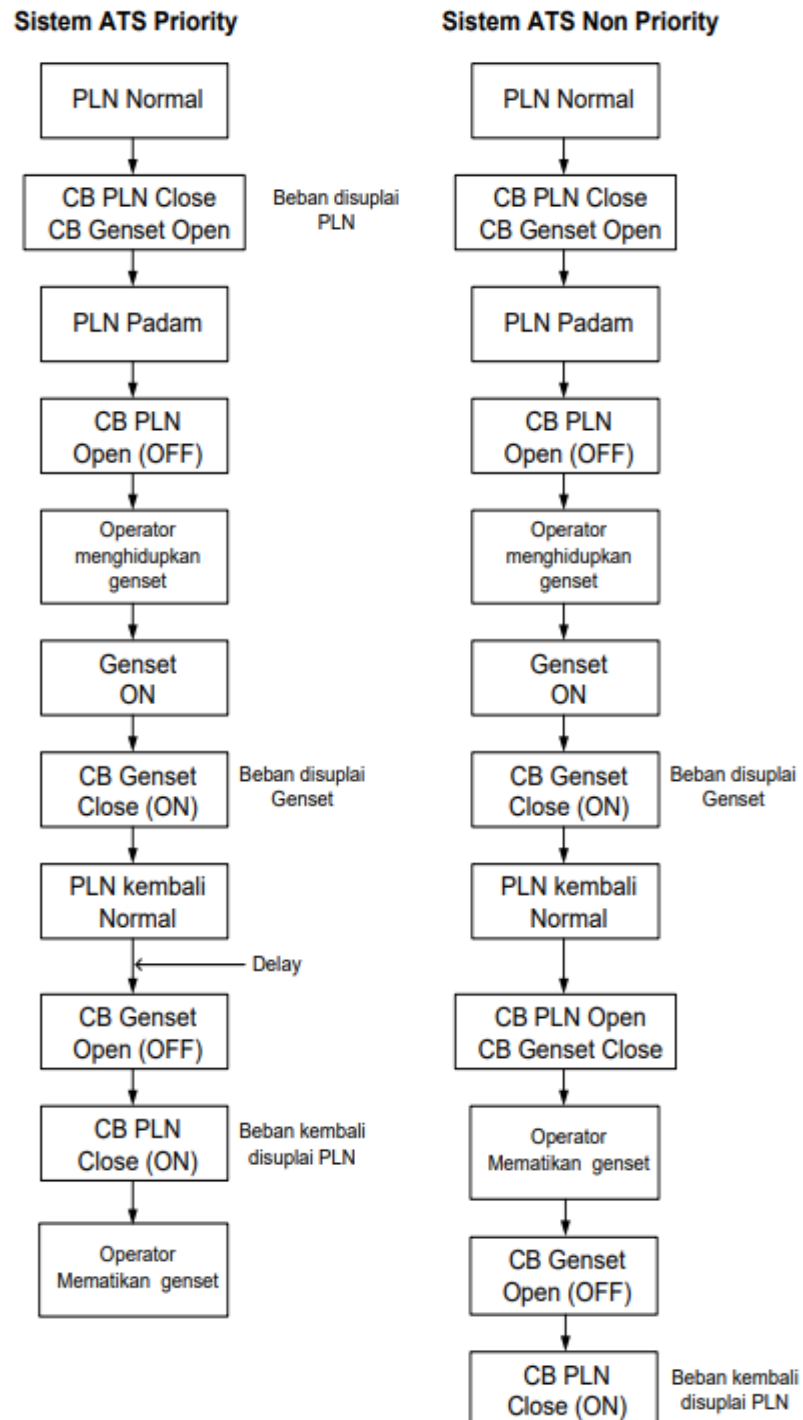 Sistem ATS Priority
PLN Normal
CB PLN Close
CB Genset Open
Beban disuplai
PLN
PLN Padam
CB PLN
Open (OFF)
Operator
menghidupkan
genset
Genset
ON
CB Genset
Close (ON)
Beban disuplai
Genset
PLN kembali
Normal
Delay
CB Genset
Open (OFF)
CB PLN
Close (ON)
Beban kembali
disuplai PLN
Operator
Mematikan genset
Sistem ATS Non Priority
PLN Normal
CB PLN Close
CB Genset Open
PLN Padam
CB PLN
Open (OFF)
Operator
menghidupkan
genset
Genset
ON
CB Genset
Close (ON)
Beban disuplai
Genset
PLN kembali
Normal
CB PLN Open
CB Genset Close
Operator
Mematikan genset
CB Genset
Open (OFF)
CB PLN
Close (ON)
Beban kembali
disuplai PLN